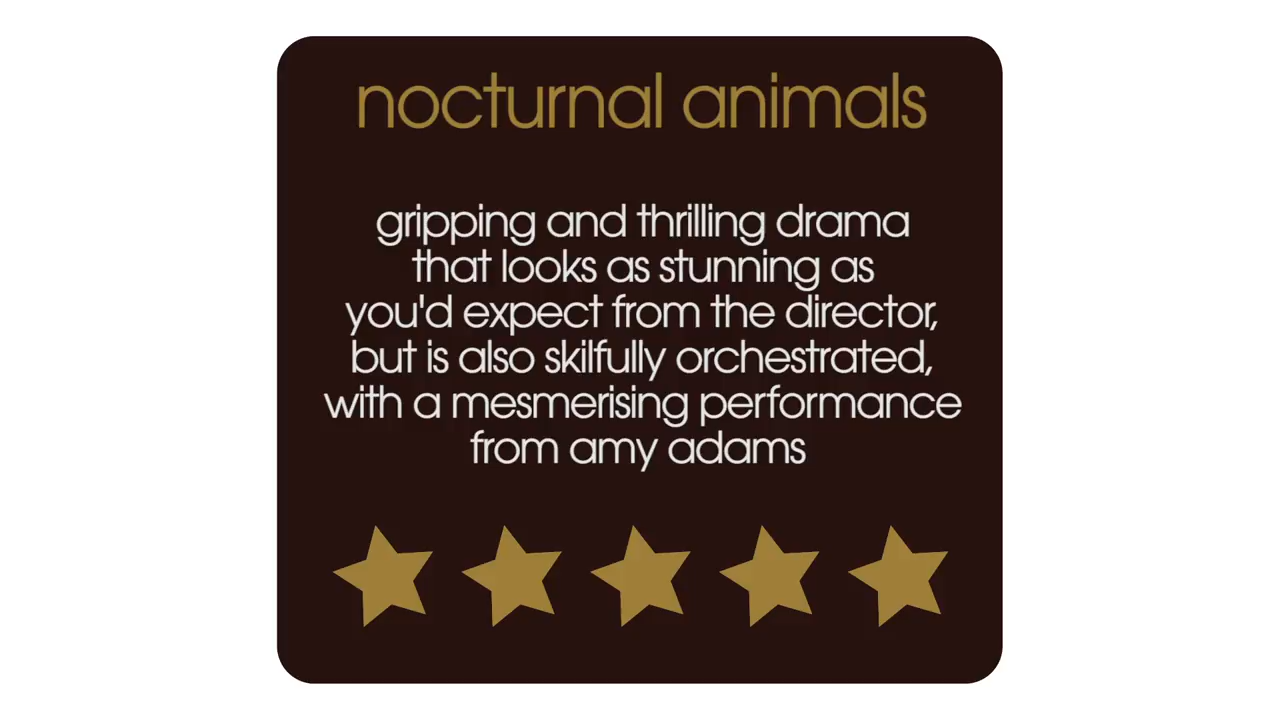 nocturnal animals
gripping and thrilling drama
that looks as stunning as
you'd expect from the director,
but is also skilfully orchestrated,
with a mesmerising performance
from amy adams